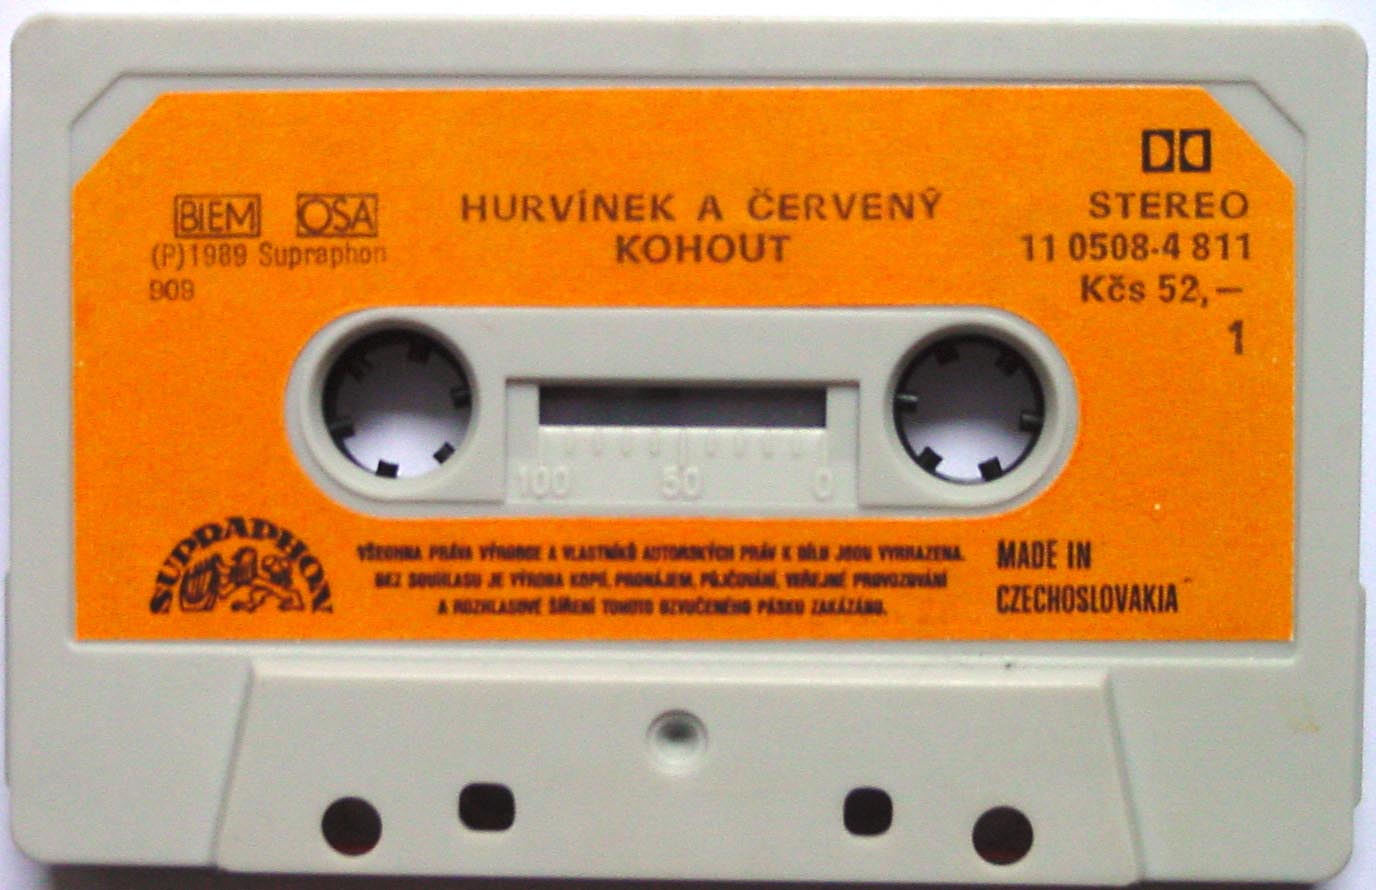 BIEM OSA
(P)1989 Supraphon
909
HURVÍNEK A ČERVENÝ
KOHOUT
STEREO
11 0508-4 811
Kčs 52,—
1
100 50 0
SUPRAPHON
VŠECHNA PRÁVA VÝROBCE A VLASTNÍKŮ AUTORSKÝCH PRÁV K DÍLU JSOU VYHRAZENA.
BEZ SOUHLASU JE VÝROBA KOPIÍ, PRONÁJEM, PŮJČOVÁNÍ, VEŘEJNÉ PROVOZOVÁNÍ
A ROZHLASOVÉ ŠÍŘENÍ TOHOTO OZVUČENÉHO PÁSKU ZAKÁZÁNO.
MADE IN
CZECHOSLOVAKIA